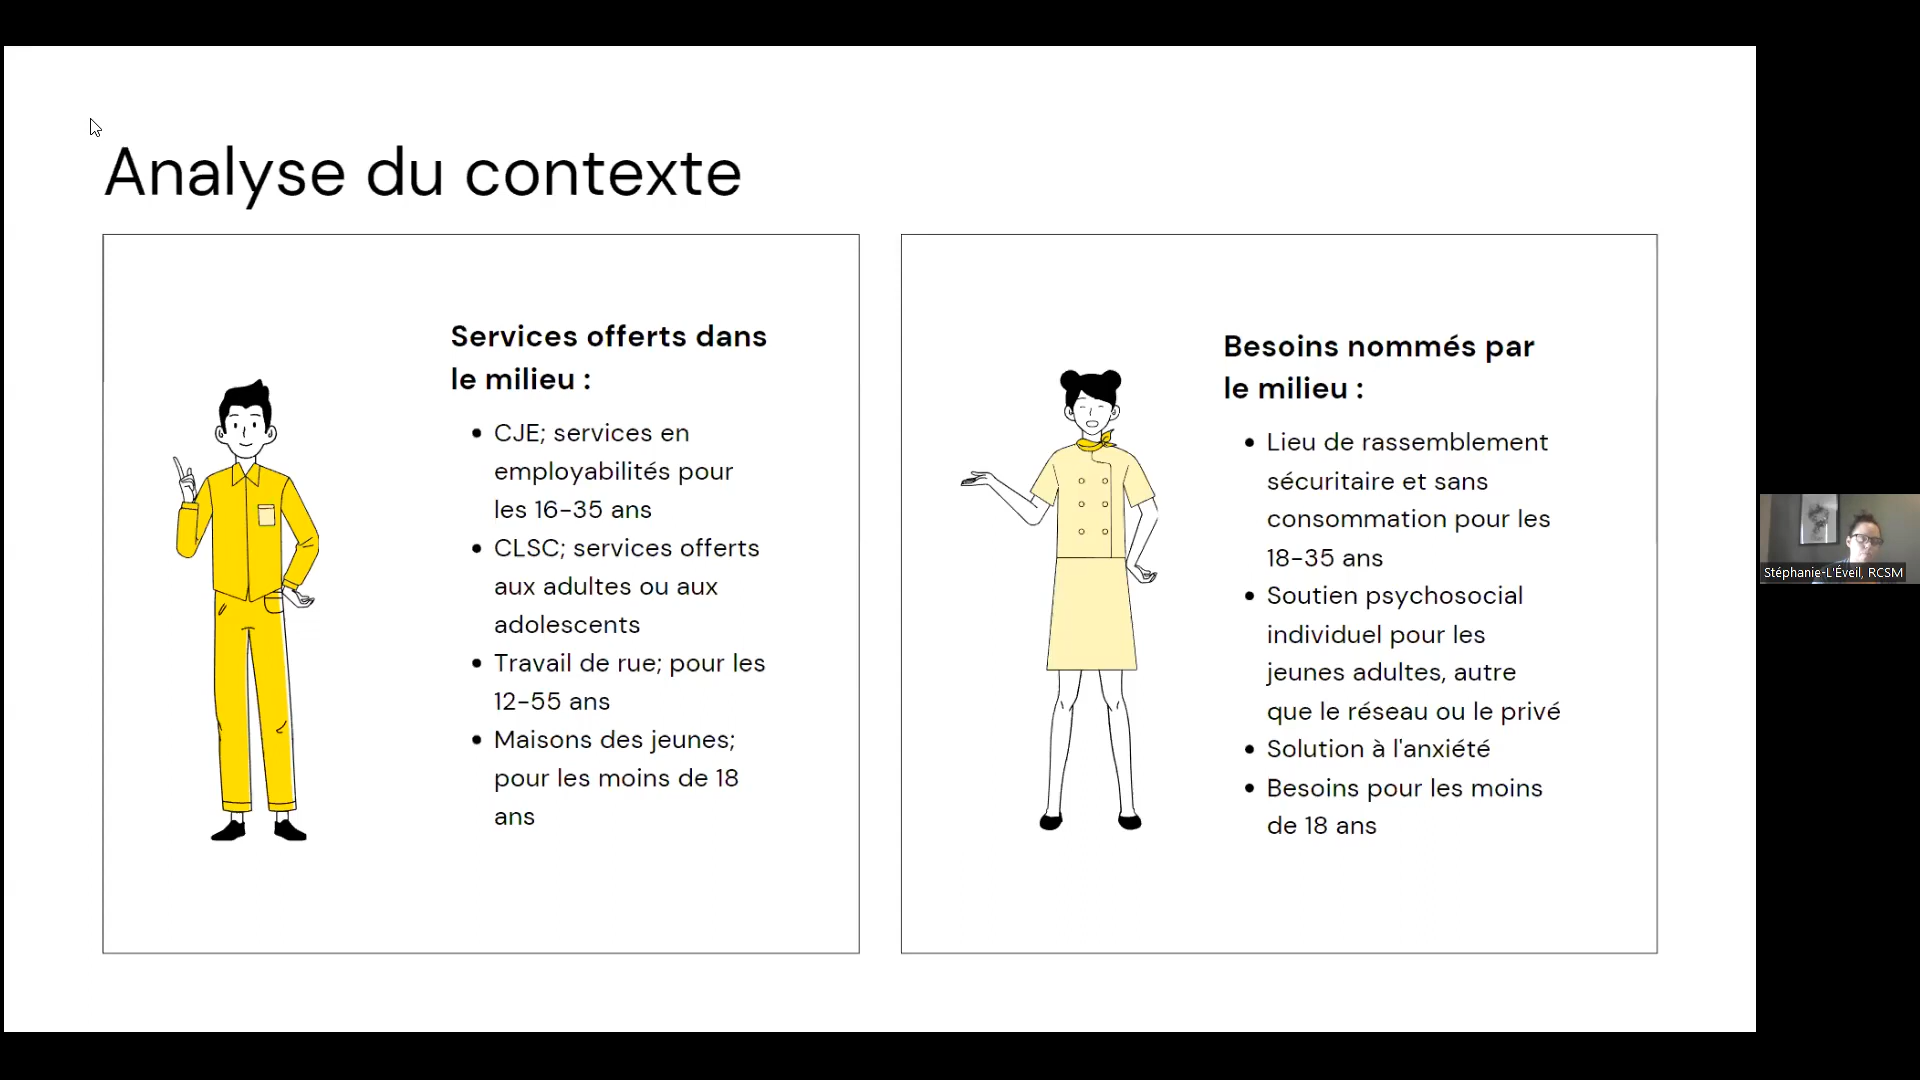 Analyse du contexte
Services offerts dans
le milieu :
• CJE; services en
employabilités pour
les 16-35 ans
• CLSC; services offerts
aux adultes ou aux
adolescents
• Travail de rue; pour les
12-55 ans
• Maisons des jeunes;
pour les moins de 18
ans
Besoins nommés par
le milieu :
• Lieu de rassemblement
sécuritaire et sans
consommation pour les
18-35 ans
• Soutien psychosocial
individuel pour les
jeunes adultes, autre
que le réseau ou le privé
• Solution à l'anxiété
• Besoins pour les moins
de 18 ans
Stéphanie-L'Éveil, RCSM